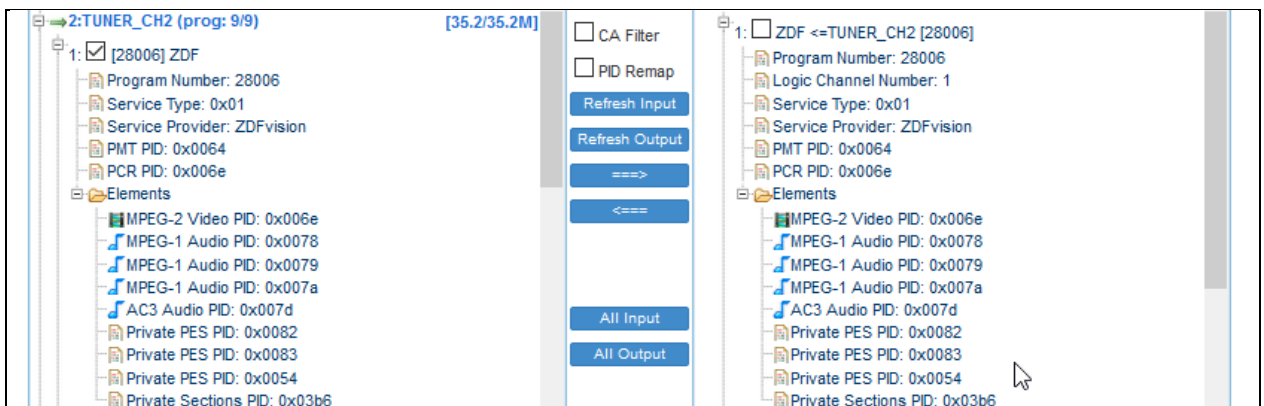 2:TUNER_CH2 (prog: 9/9) [35.2/35.2M]
1: [28006] ZDF
Program Number: 28006
Service Type: 0x01
Service Provider: ZDFvision
PMT PID: 0x0064
PCR PID: 0x006e
Elements
MPEG-2 Video PID: 0x006e
MPEG-1 Audio PID: 0x0078
MPEG-1 Audio PID: 0x0079
MPEG-1 Audio PID: 0x007a
AC3 Audio PID: 0x007d
Private PES PID: 0x0082
Private PES PID: 0x0083
Private PES PID: 0x0054
Private Sections PID: 0x03b6
CA Filter
PID Remap
Refresh Input
Refresh Output
===>
<===
All Input
All Output
1: ZDF <=TUNER_CH2 [28006]
Program Number: 28006
Logic Channel Number: 1
Service Type: 0x01
Service Provider: ZDFvision
PMT PID: 0x0064
PCR PID: 0x006e
Elements
MPEG-2 Video PID: 0x006e
MPEG-1 Audio PID: 0x0078
MPEG-1 Audio PID: 0x0079
MPEG-1 Audio PID: 0x007a
AC3 Audio PID: 0x007d
Private PES PID: 0x0082
Private PES PID: 0x0083
Private PES PID: 0x0054
Private Sections PID: 0x03b6